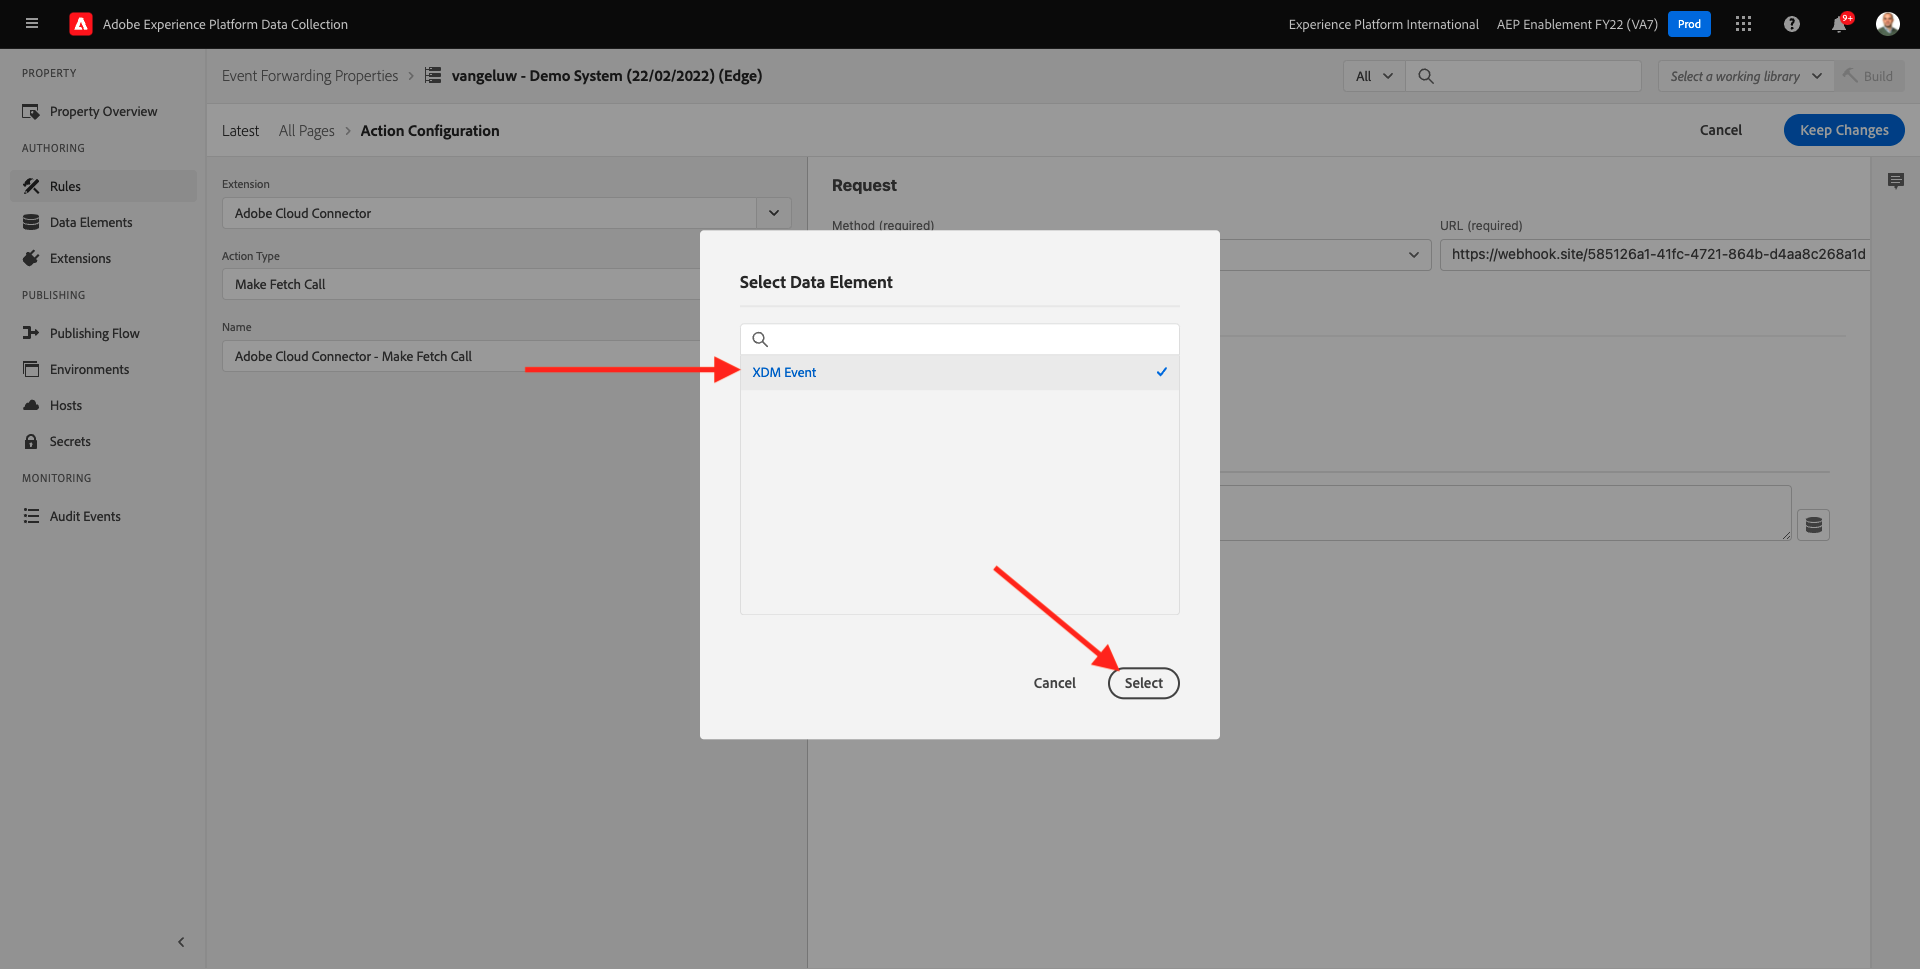 Adobe Experience Platform Data Collection
Experience Platform International
AEP Enablement FY22 (VA7)
Prod
9+
PROPERTY
Property Overview
AUTHORING
Rules
Data Elements
Extensions
PUBLISHING
Publishing Flow
Environments
Hosts
Secrets
MONITORING
Audit Events
Event Forwarding Properties
vangeluw - Demo System (22/02/2022) (Edge)
All
Select a working library
Build
Latest
All Pages
Action Configuration
Cancel
Keep Changes
Extension
Adobe Cloud Connector
Action Type
Make Fetch Call
Name
Adobe Cloud Connector - Make Fetch Call
Request
Method (required)
URL (required)
https://webhook.site/585126a1-41fc-4721-864b-d4aa8c268a1d
Select Data Element
XDM Event
Cancel
Select